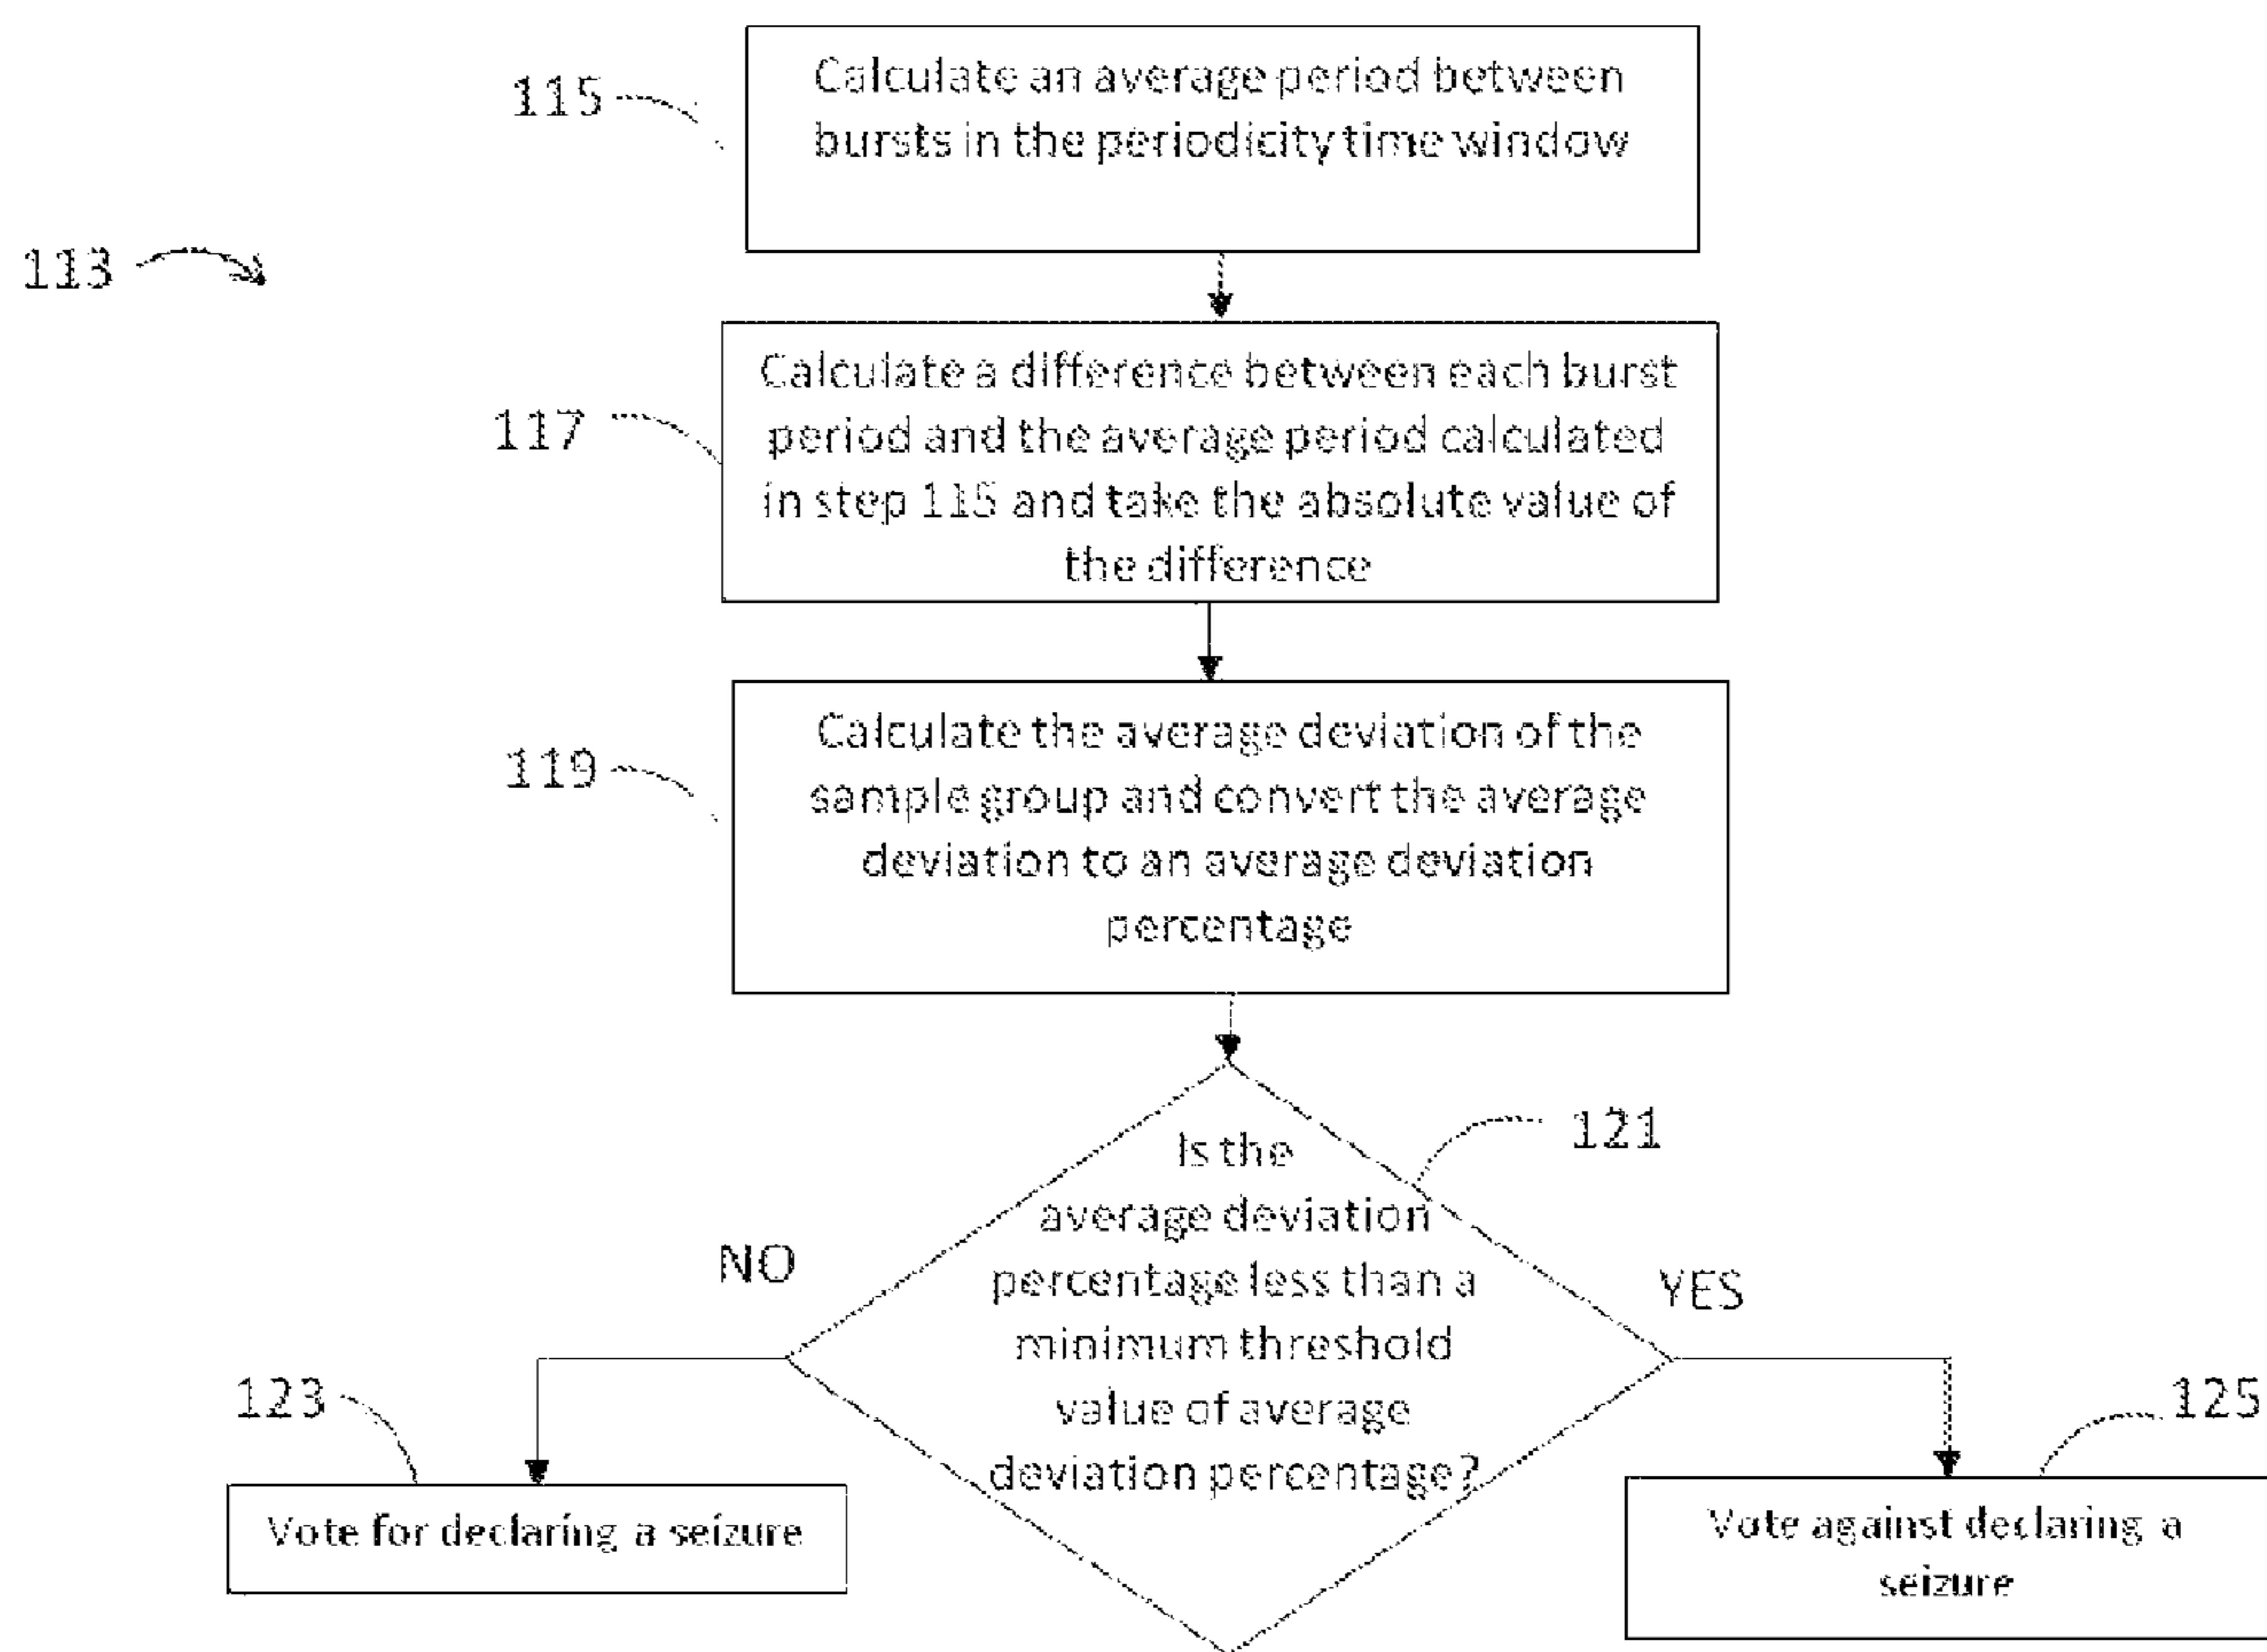 115
Calculate an average period between
bursts in the periodicity time window
113
117
Calculate a difference between each burst
period and the average period calculated
in step 115 and take the absolute value of
the difference
119
Calculate the average deviation of the
sample group and convert the average
deviation to an average deviation
percentage
121
Is the
average deviation
percentage less than a
minimum threshold
value of average
deviation percentage?
NO
YES
123
Vote for declaring a seizure
125
Vote against declaring a
seizure